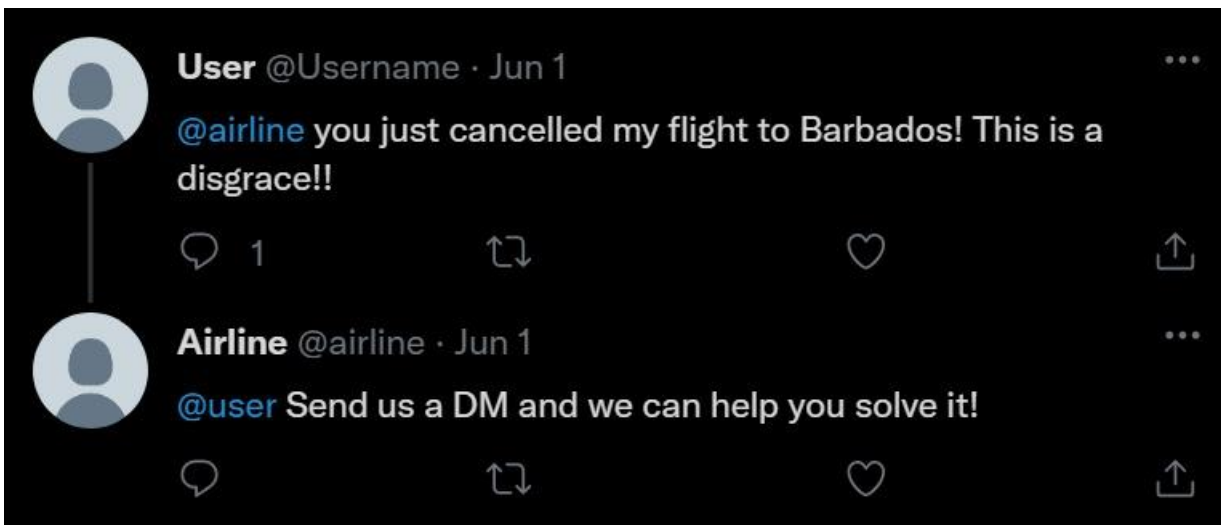 User @Username · Jun 1
@airline you just cancelled my flight to Barbados! This is a
disgrace!!
1
Airline @airline · Jun 1
@user Send us a DM and we can help you solve it!